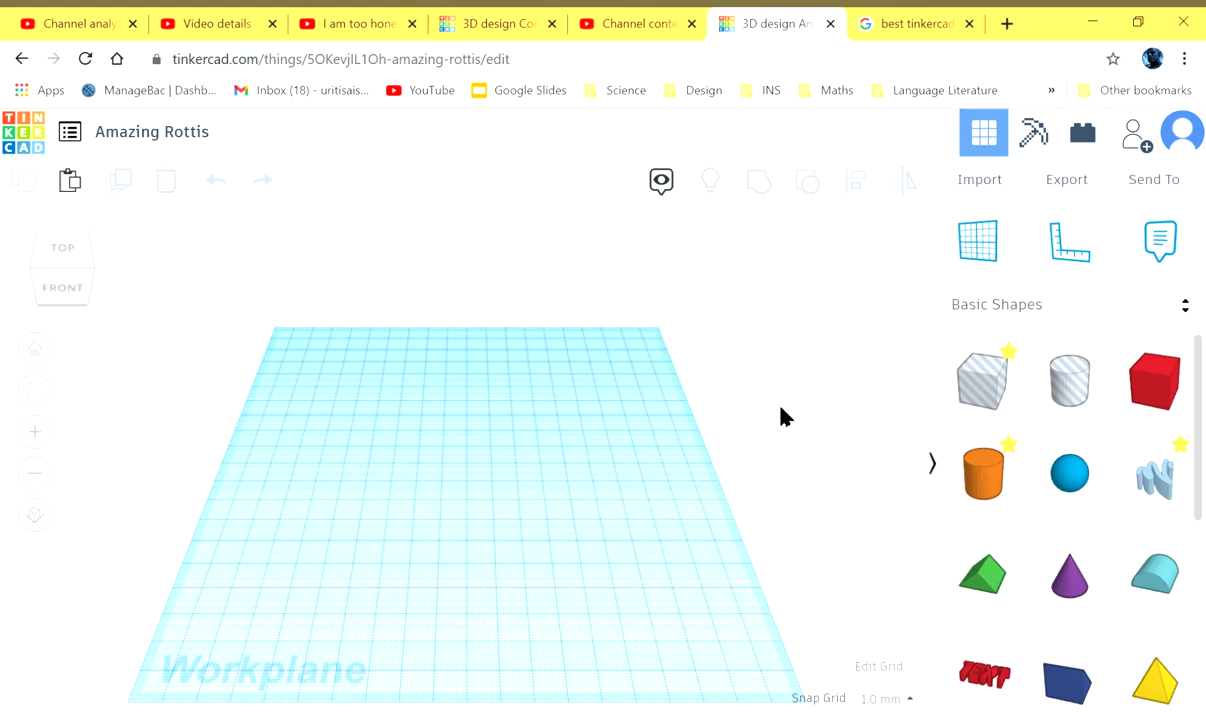 Channel analy
Video details
I am too hone
3D design Coo
Channel conte
3D design Am
best tinkercad
tinkercad.com/things/5OKevjIL1Oh-amazing-rottis/edit
Apps
ManageBac | Dashb...
Inbox (18) - uritisais...
YouTube
Google Slides
Science
Design
INS
Maths
Language Literature
»
Other bookmarks
TIN
KER
CAD
Amazing Rottis
Import
Export
Send To
TOP
FRONT
Basic Shapes
TEXT
Workplane
Edit Grid
Snap Grid 1.0 mm